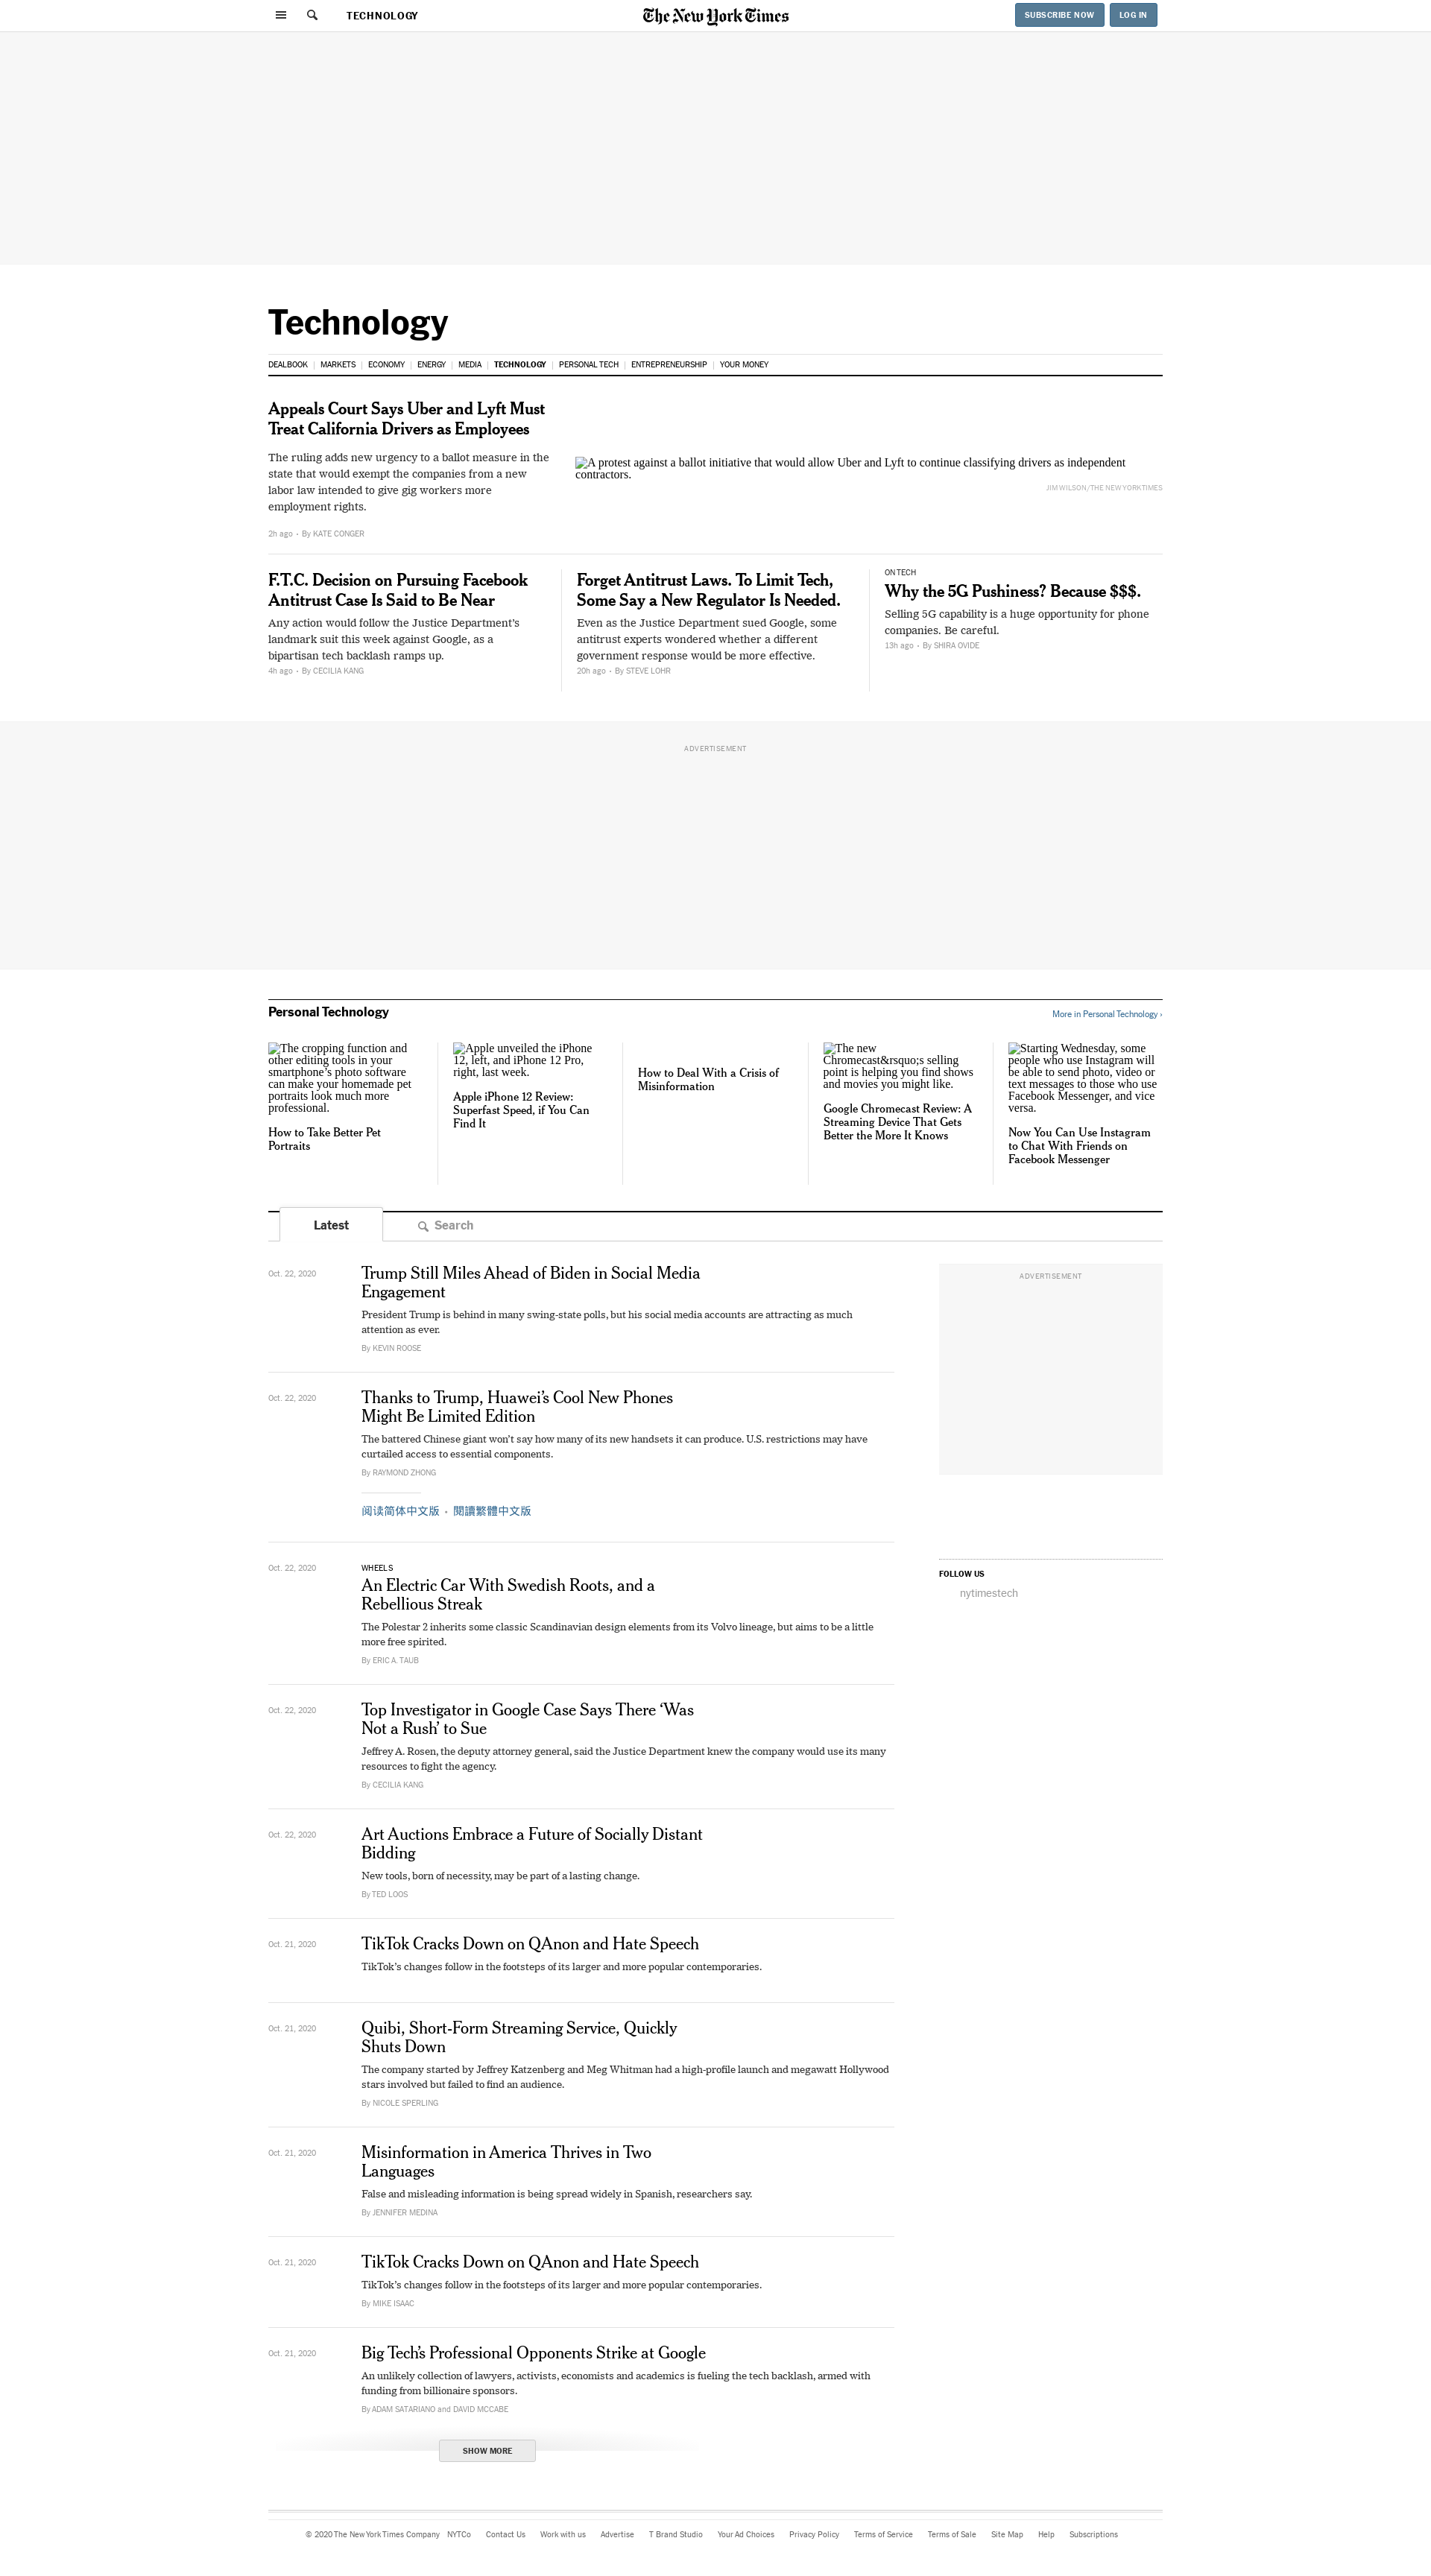 TECHNOLOGY
The New York Times
SUBSCRIBE NOW
LOG IN
Technology
DEALBOOK
MARKETS
ECONOMY
ENERGY
MEDIA
TECHNOLOGY
PERSONAL TECH
ENTREPRENEURSHIP
YOUR MONEY
Appeals Court Says Uber and Lyft Must
Treat California Drivers as Employees
The ruling adds new urgency to a ballot measure in the
state that would exempt the companies from a new
labor law intended to give gig workers more
employment rights.
2h ago • By KATE CONGER
A protest against a ballot initiative that would allow Uber and Lyft to continue classifying drivers as independent
contractors.
JIM WILSON/THE NEW YORK TIMES
F.T.C. Decision on Pursuing Facebook
Antitrust Case Is Said to Be Near
Any action would follow the Justice Department’s
landmark suit this week against Google, as a
bipartisan tech backlash ramps up.
4h ago • By CECILIA KANG
Forget Antitrust Laws. To Limit Tech,
Some Say a New Regulator Is Needed.
Even as the Justice Department sued Google, some
antitrust experts wondered whether a different
government response would be more effective.
20h ago • By STEVE LOHR
ON TECH
Why the 5G Pushiness? Because $$$.
Selling 5G capability is a huge opportunity for phone
companies. Be careful.
13h ago • By SHIRA OVIDE
ADVERTISEMENT
Personal Technology
More in Personal Technology ›
The cropping function and
other editing tools in your
smartphone’s photo software
can make your homemade pet
portraits look much more
professional.
How to Take Better Pet
Portraits
Apple unveiled the iPhone
12, left, and iPhone 12 Pro,
right, last week.
Apple iPhone 12 Review:
Superfast Speed, if You Can
Find It
How to Deal With a Crisis of
Misinformation
The new
Chromecast&rsquo;s selling
point is helping you find shows
and movies you might like.
Google Chromecast Review: A
Streaming Device That Gets
Better the More It Knows
Starting Wednesday, some
people who use Instagram will
be able to send photo, video or
text messages to those who use
Facebook Messenger, and vice
versa.
Now You Can Use Instagram
to Chat With Friends on
Facebook Messenger
Latest
Search
Oct. 22, 2020
Trump Still Miles Ahead of Biden in Social Media
Engagement
President Trump is behind in many swing-state polls, but his social media accounts are attracting as much
attention as ever.
By KEVIN ROOSE
ADVERTISEMENT
Oct. 22, 2020
Thanks to Trump, Huawei’s Cool New Phones
Might Be Limited Edition
The battered Chinese giant won’t say how many of its new handsets it can produce. U.S. restrictions may have
curtailed access to essential components.
By RAYMOND ZHONG
阅读简体中文版 • 閱讀繁體中文版
FOLLOW US
nytimestech
Oct. 22, 2020
WHEELS
An Electric Car With Swedish Roots, and a
Rebellious Streak
The Polestar 2 inherits some classic Scandinavian design elements from its Volvo lineage, but aims to be a little
more free spirited.
By ERIC A. TAUB
Oct. 22, 2020
Top Investigator in Google Case Says There ‘Was
Not a Rush’ to Sue
Jeffrey A. Rosen, the deputy attorney general, said the Justice Department knew the company would use its many
resources to fight the agency.
By CECILIA KANG
Oct. 22, 2020
Art Auctions Embrace a Future of Socially Distant
Bidding
New tools, born of necessity, may be part of a lasting change.
By TED LOOS
Oct. 21, 2020
TikTok Cracks Down on QAnon and Hate Speech
TikTok’s changes follow in the footsteps of its larger and more popular contemporaries.
Oct. 21, 2020
Quibi, Short-Form Streaming Service, Quickly
Shuts Down
The company started by Jeffrey Katzenberg and Meg Whitman had a high-profile launch and megawatt Hollywood
stars involved but failed to find an audience.
By NICOLE SPERLING
Oct. 21, 2020
Misinformation in America Thrives in Two
Languages
False and misleading information is being spread widely in Spanish, researchers say.
By JENNIFER MEDINA
Oct. 21, 2020
TikTok Cracks Down on QAnon and Hate Speech
TikTok’s changes follow in the footsteps of its larger and more popular contemporaries.
By MIKE ISAAC
Oct. 21, 2020
Big Tech’s Professional Opponents Strike at Google
An unlikely collection of lawyers, activists, economists and academics is fueling the tech backlash, armed with
funding from billionaire sponsors.
By ADAM SATARIANO and DAVID MCCABE
SHOW MORE
© 2020 The New York Times Company NYTCo Contact Us Work with us Advertise T Brand Studio Your Ad Choices Privacy Policy Terms of Service Terms of Sale Site Map Help Subscriptions